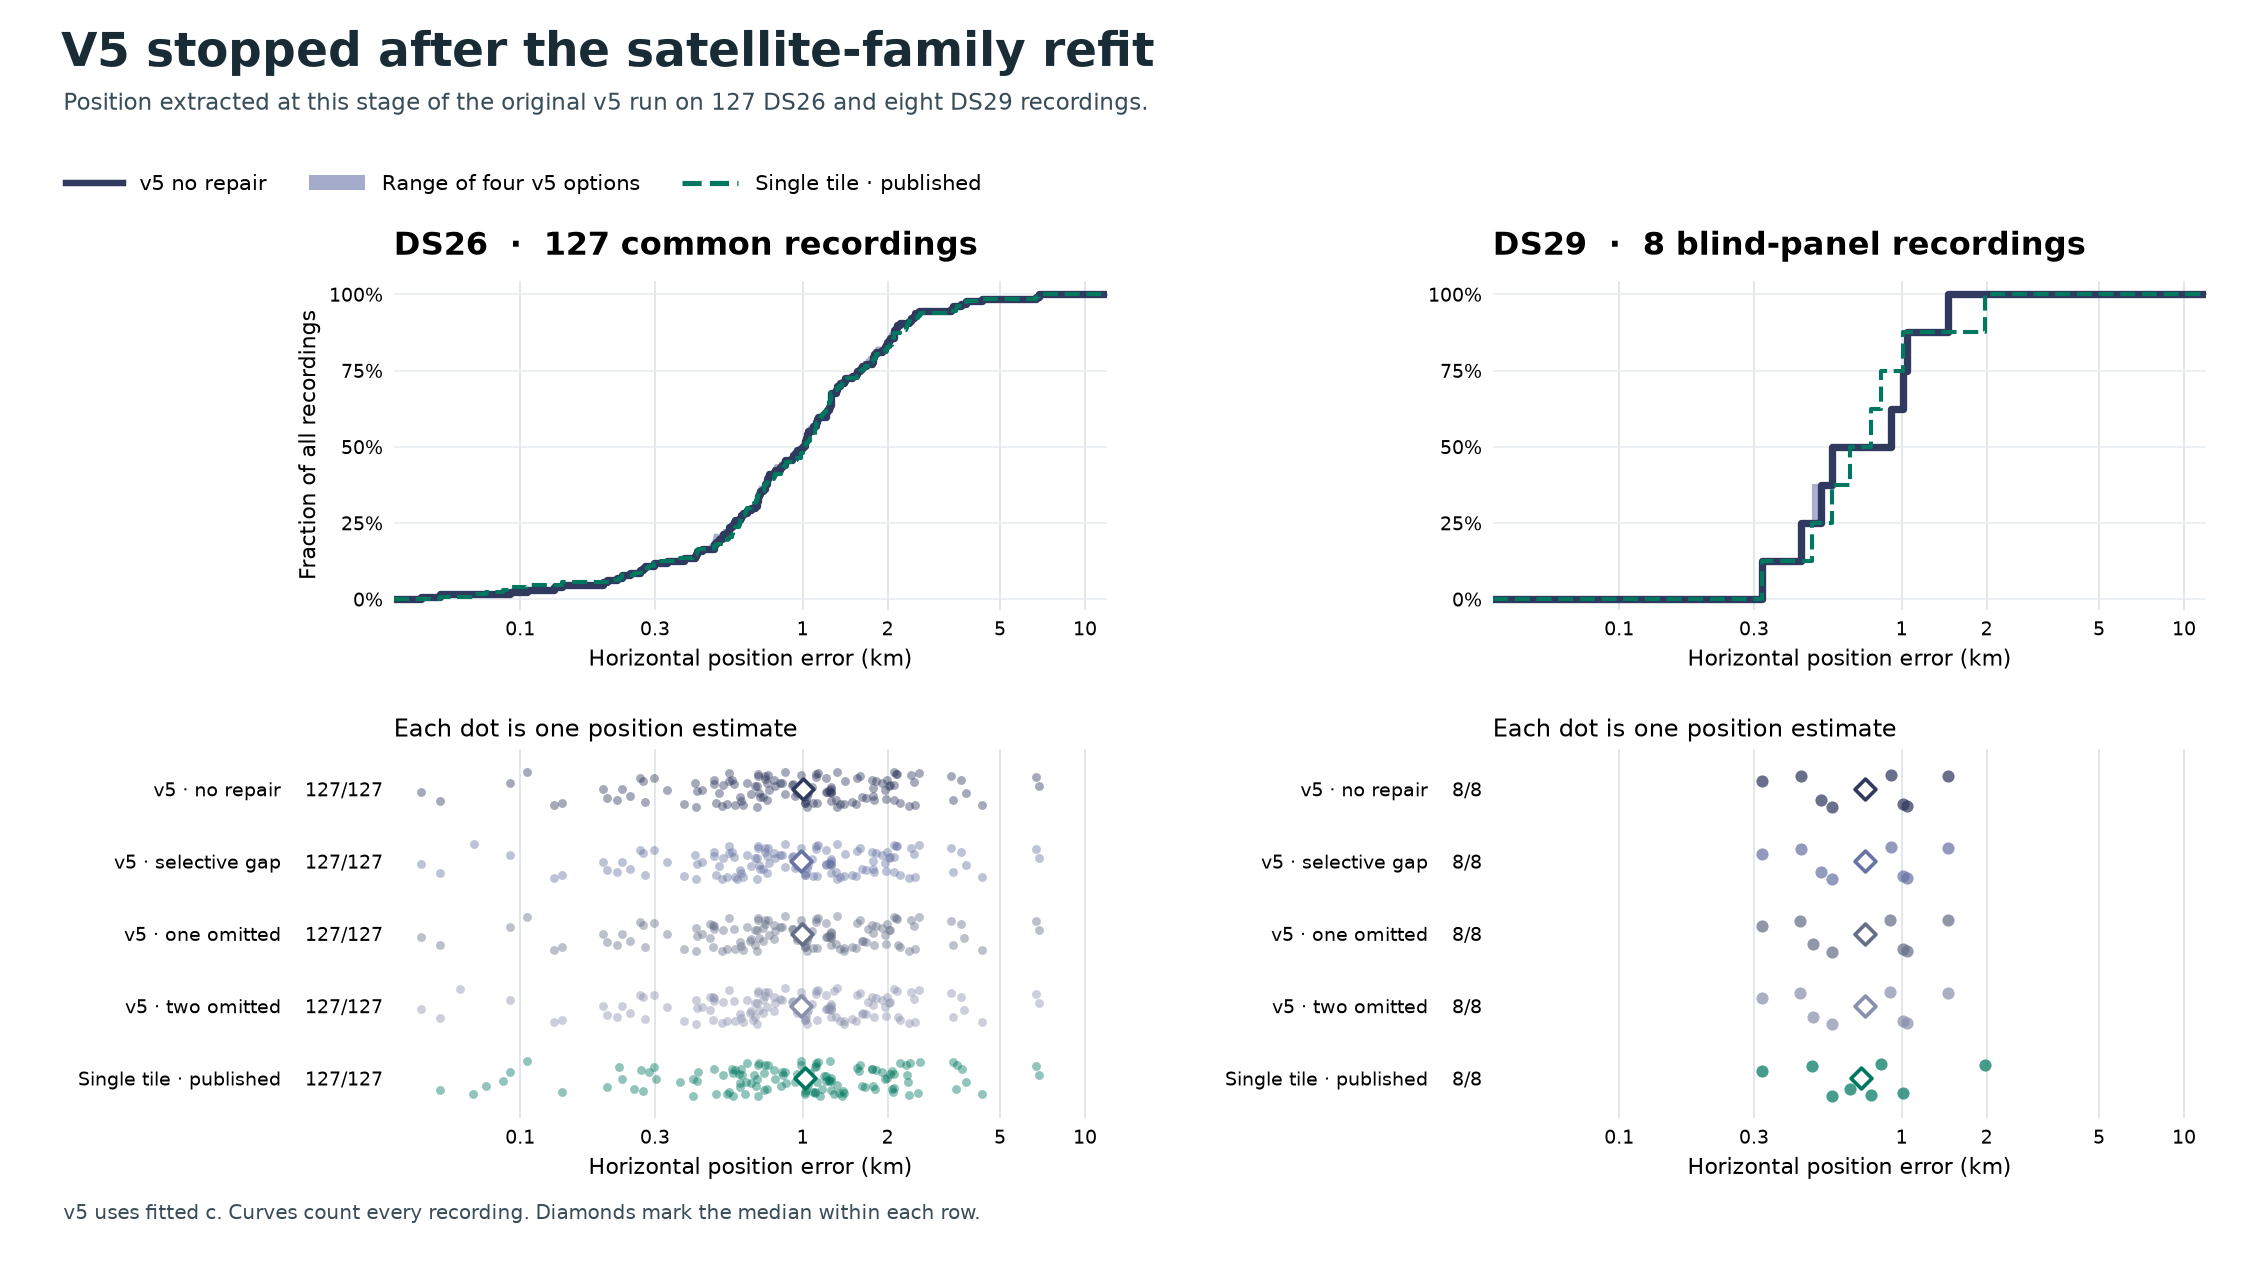 V5 stopped after the satellite-family refit
Position extracted at this stage of the original v5 run on 127 DS26 and eight DS29 recordings.
v5 no repair
Range of four v5 options
Single tile · published
DS26 · 127 common recordings
Fraction of all recordings
100%
75%
50%
25%
0%
0.1 0.3 1 2 5 10
Horizontal position error (km)
DS29 · 8 blind-panel recordings
100%
75%
50%
25%
0%
0.1 0.3 1 2 5 10
Horizontal position error (km)
Each dot is one position estimate
v5 · no repair 127/127
v5 · selective gap 127/127
v5 · one omitted 127/127
v5 · two omitted 127/127
Single tile · published 127/127
0.1 0.3 1 2 5 10
Horizontal position error (km)
Each dot is one position estimate
v5 · no repair 8/8
v5 · selective gap 8/8
v5 · one omitted 8/8
v5 · two omitted 8/8
Single tile · published 8/8
0.1 0.3 1 2 5 10
Horizontal position error (km)
v5 uses fitted c. Curves count every recording. Diamonds mark the median within each row.